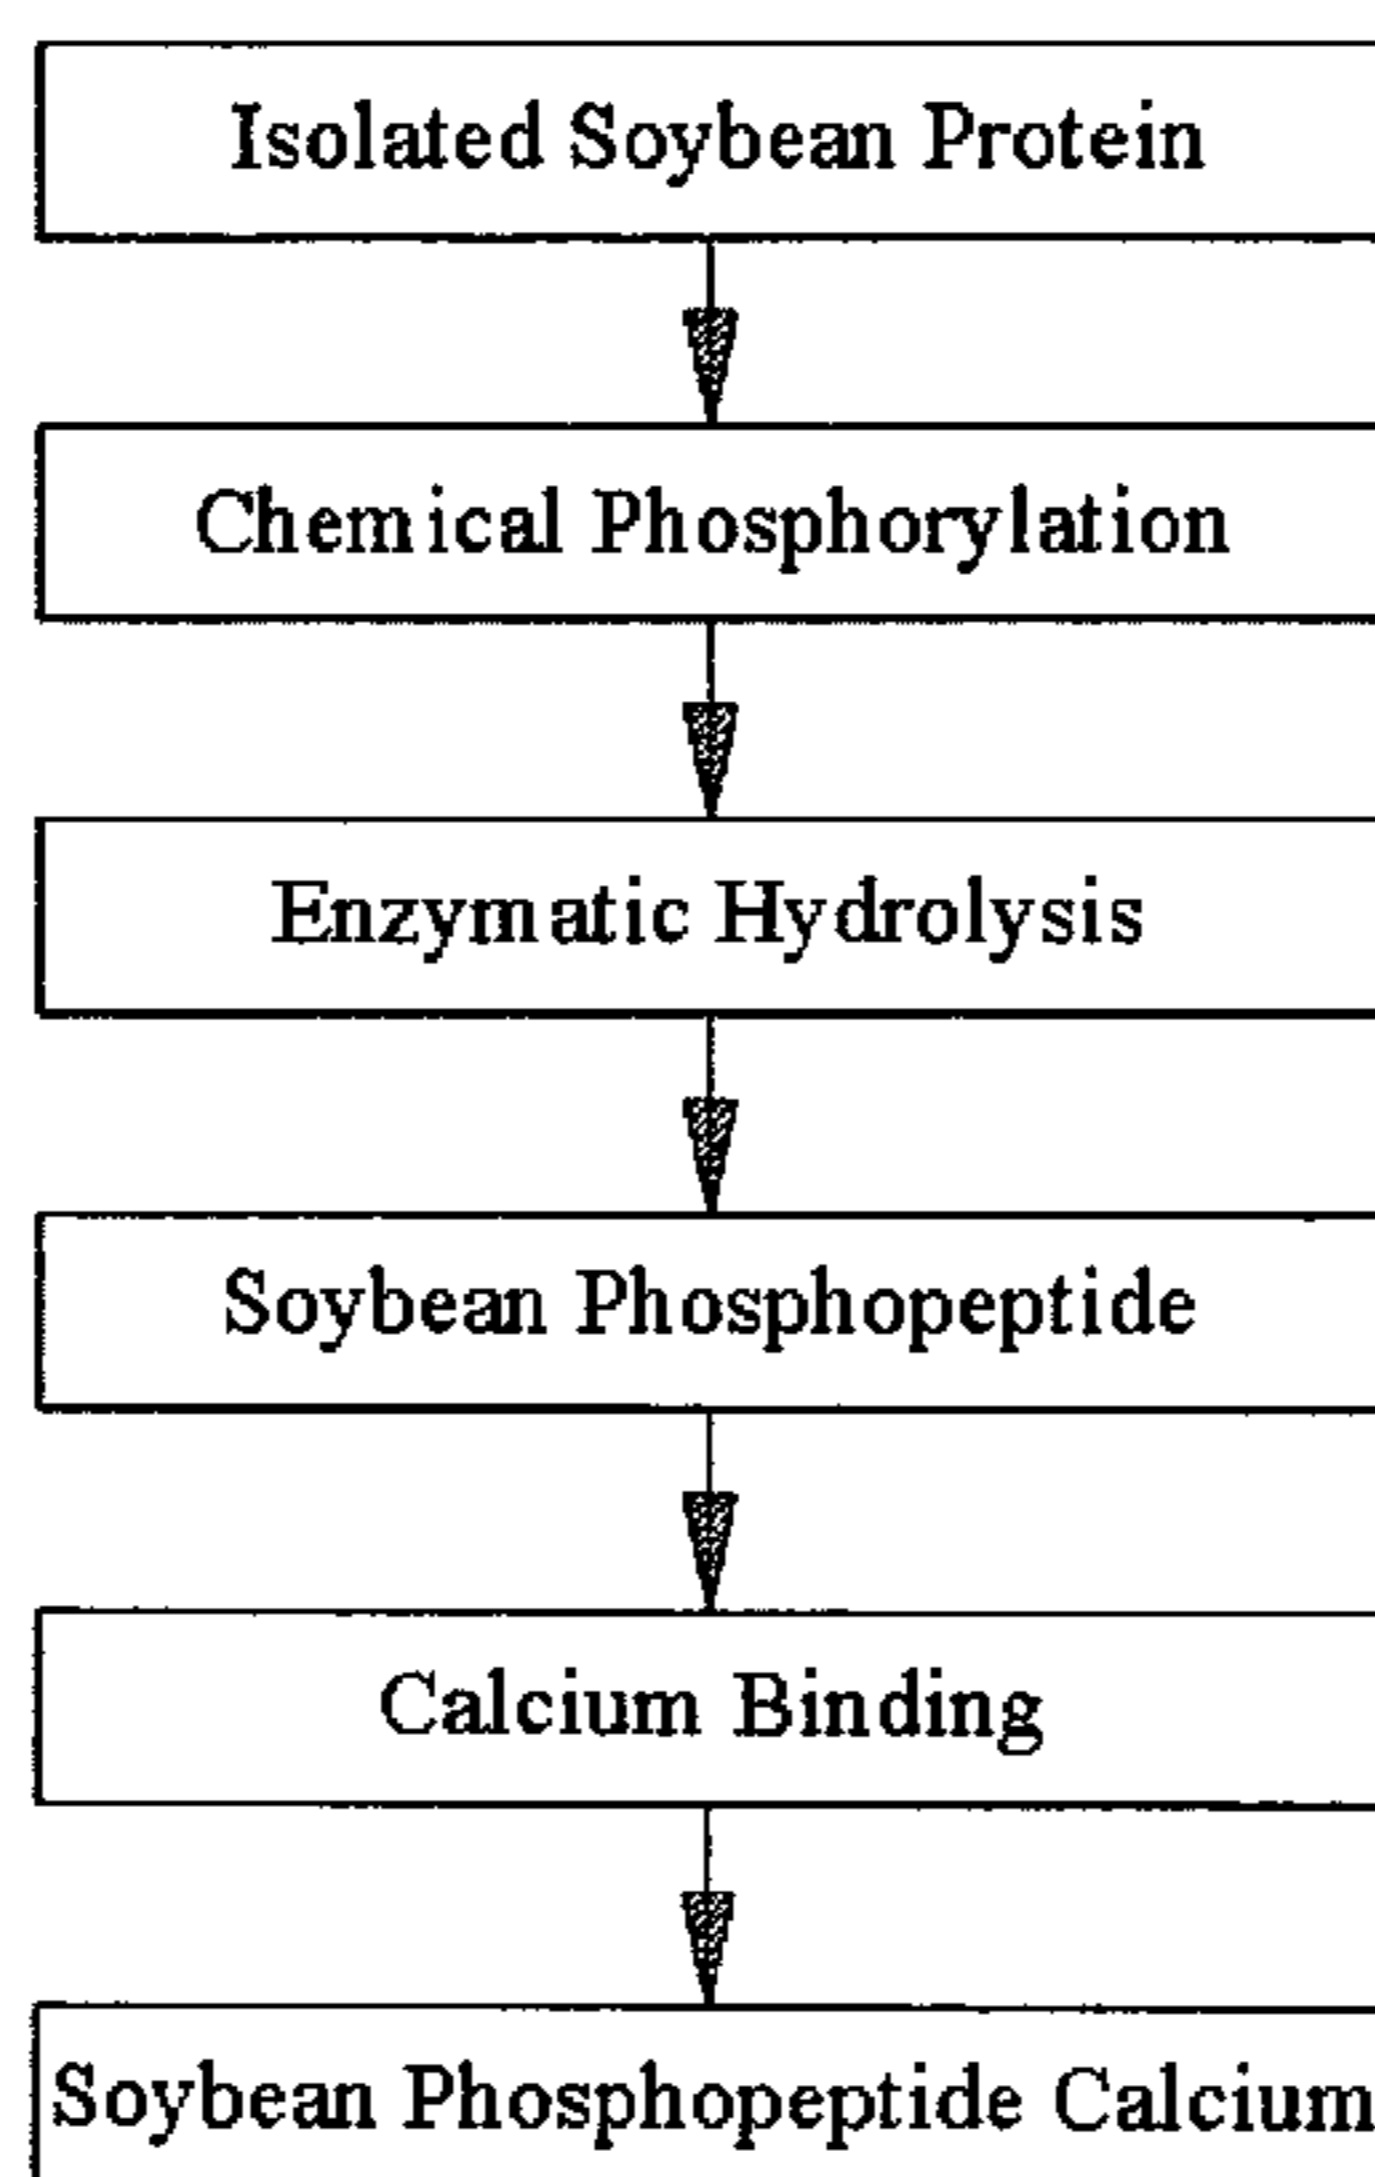 Isolated Soybean Protein
Chemical Phosphorylation
Enzymatic Hydrolysis
Soybean Phosphopeptide
Calcium Binding
Soybean Phosphopeptide Calcium